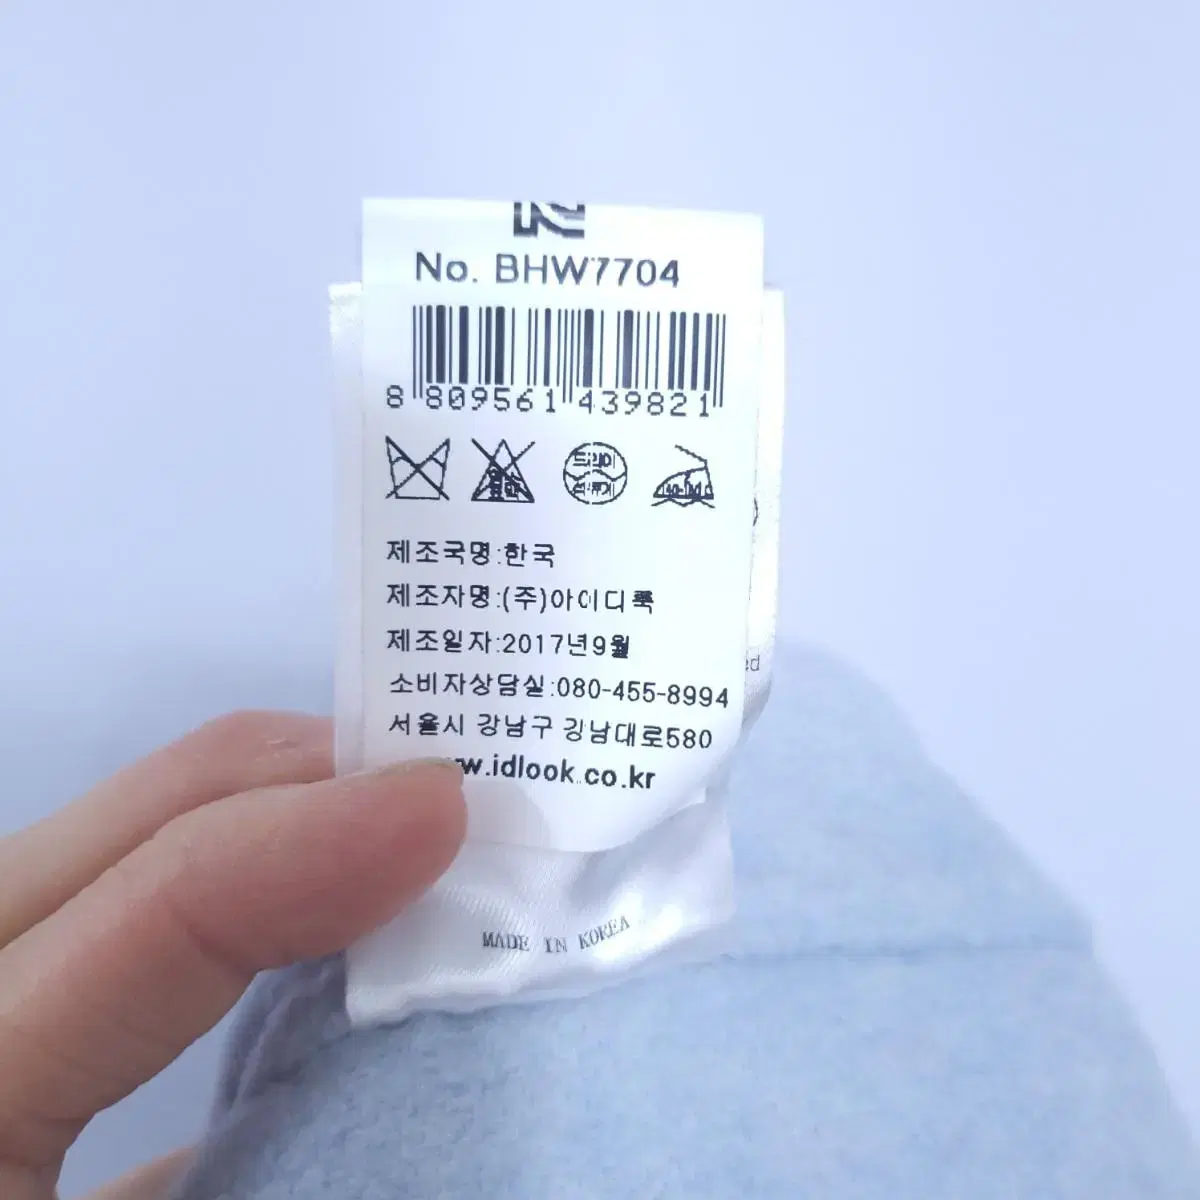 No. BHW7704
8 809561 439821
드라이
석유계
제조국명:한국
제조자명:(주)아이디룩
제조일자:2017년9월
소비자상담실:080-455-8994
서울시 강남구 강남대로580
w.idlook.co.kr
ed
MADE IN KOREA